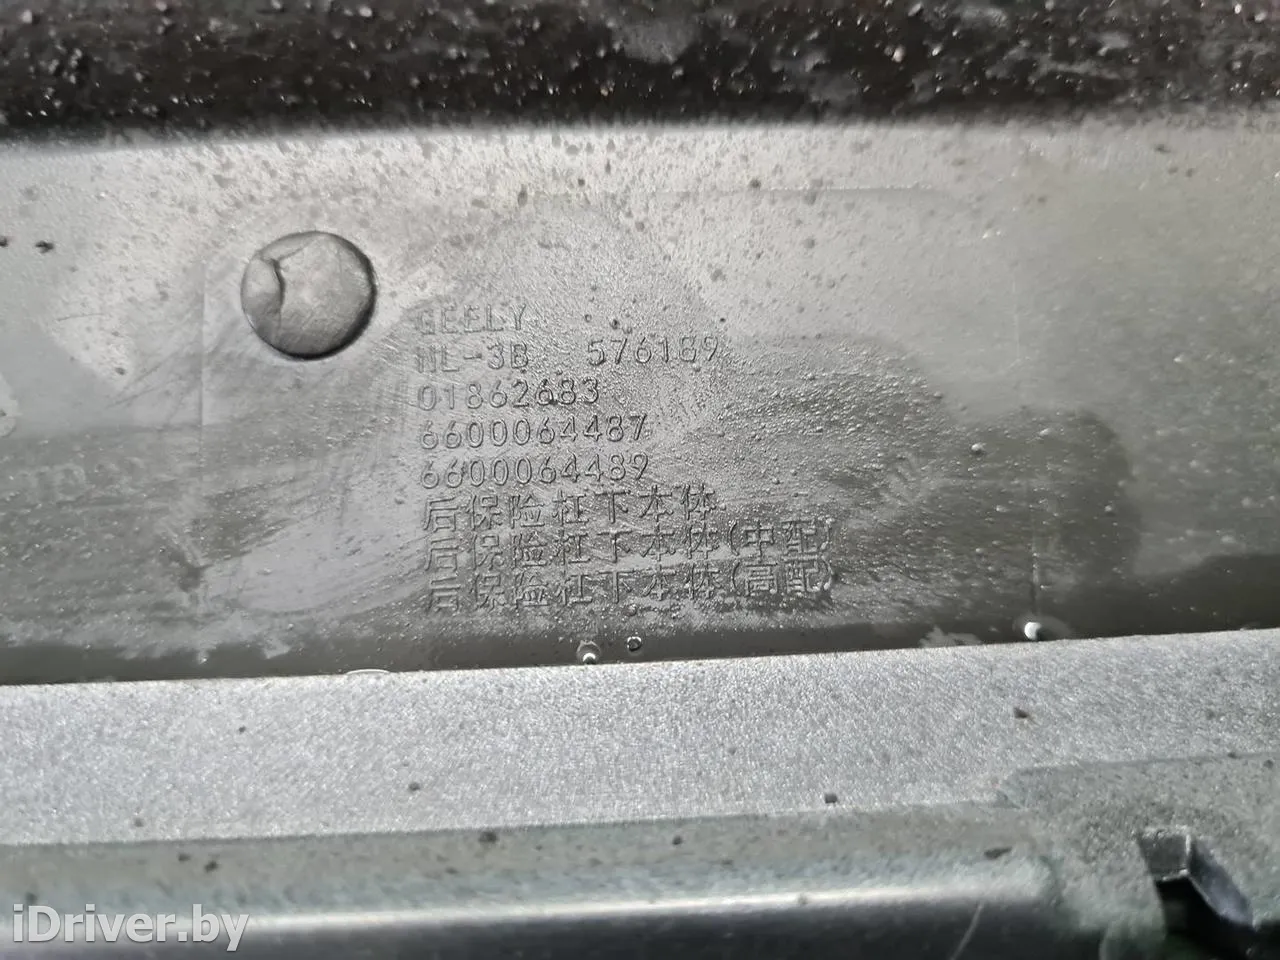 GEELY
NL-3B 576189
01862683
6600064487
6600064489
后保险杠下本体
后保险杠下本体(中配)
后保险杠下本体(高配)
iDriver.by